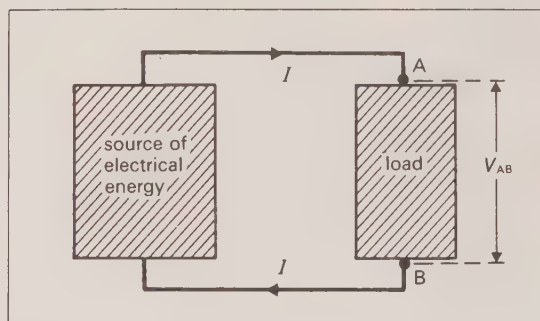 A
I
source of
electrical
energy
load
V_AB
I
B